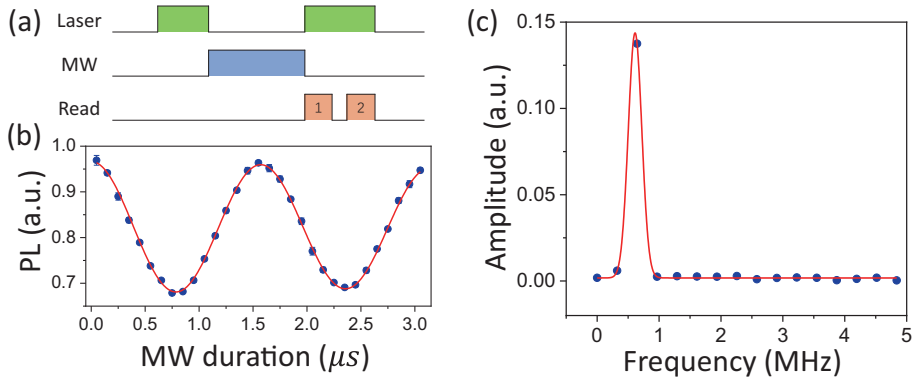 (a)
Laser
MW
Read
1 2
(b)
PL (a.u.)
1.0
0.9
0.8
0.7
0.0 0.5 1.0 1.5 2.0 2.5 3.0
MW duration (μs)
(c)
Amplitude (a.u.)
0.15
0.10
0.05
0.00
0 1 2 3 4 5
Frequency (MHz)